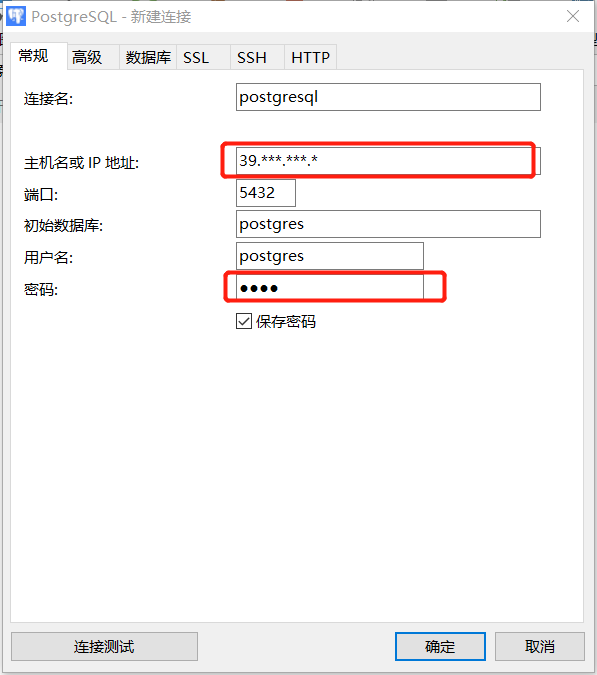 PostgreSQL - 新建连接
常规 高级 数据库 SSL SSH HTTP
连接名: postgresql
主机名或 IP 地址: 39.***.***.*
端口: 5432
初始数据库: postgres
用户名: postgres
密码: ●●●●
保存密码
连接测试 确定 取消